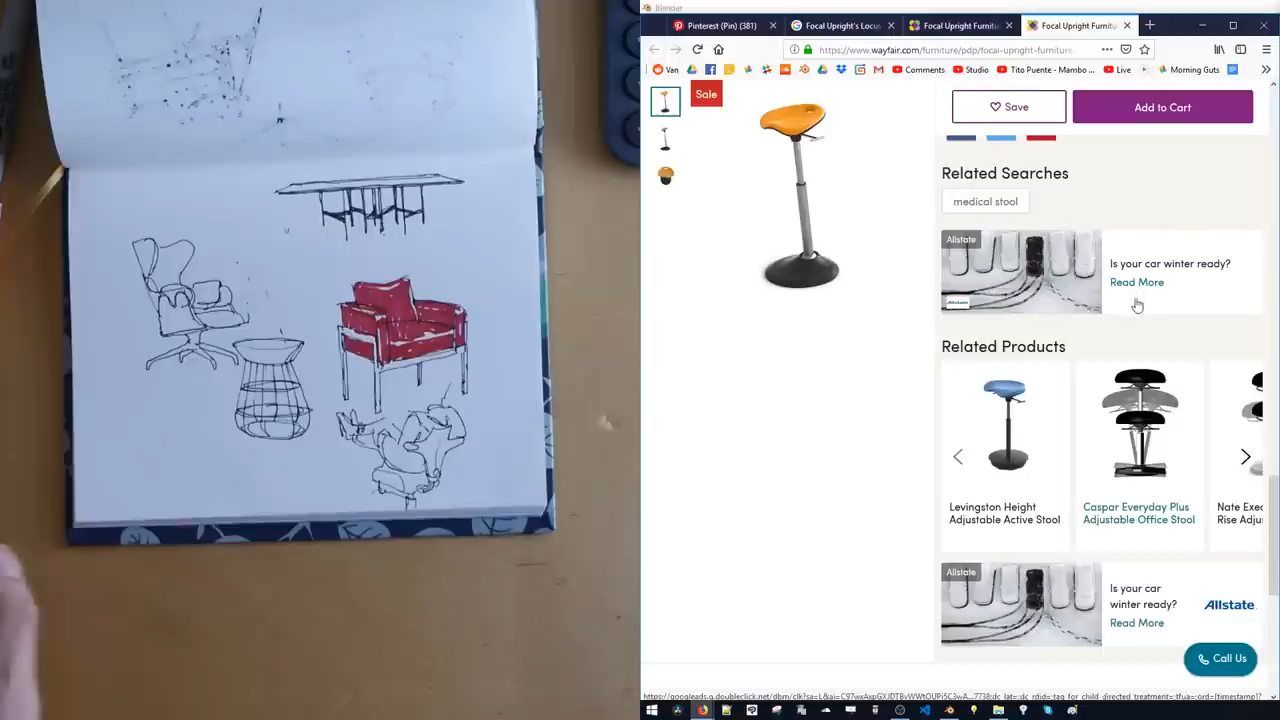 Blender
Pinterest (Pin) (381)
Focal Upright's Locus
Focal Upright Furnitu
Focal Upright Furnitu
https://www.wayfair.com/furniture/pdp/focal-upright-furniture-
Van
Comments
Studio
Tito Puente - Mambo ...
Live
Morning Guts
Sale
Save
Add to Cart
Related Searches
medical stool
Allstate
Is your car winter ready?
Read More
Related Products
Levington Height
Adjustable Active Stool
Caspar Everyday Plus
Adjustable Office Stool
Nate Exec
Rise Adju
Allstate
Is your car
winter ready?
Read More
Allstate.
Call Us